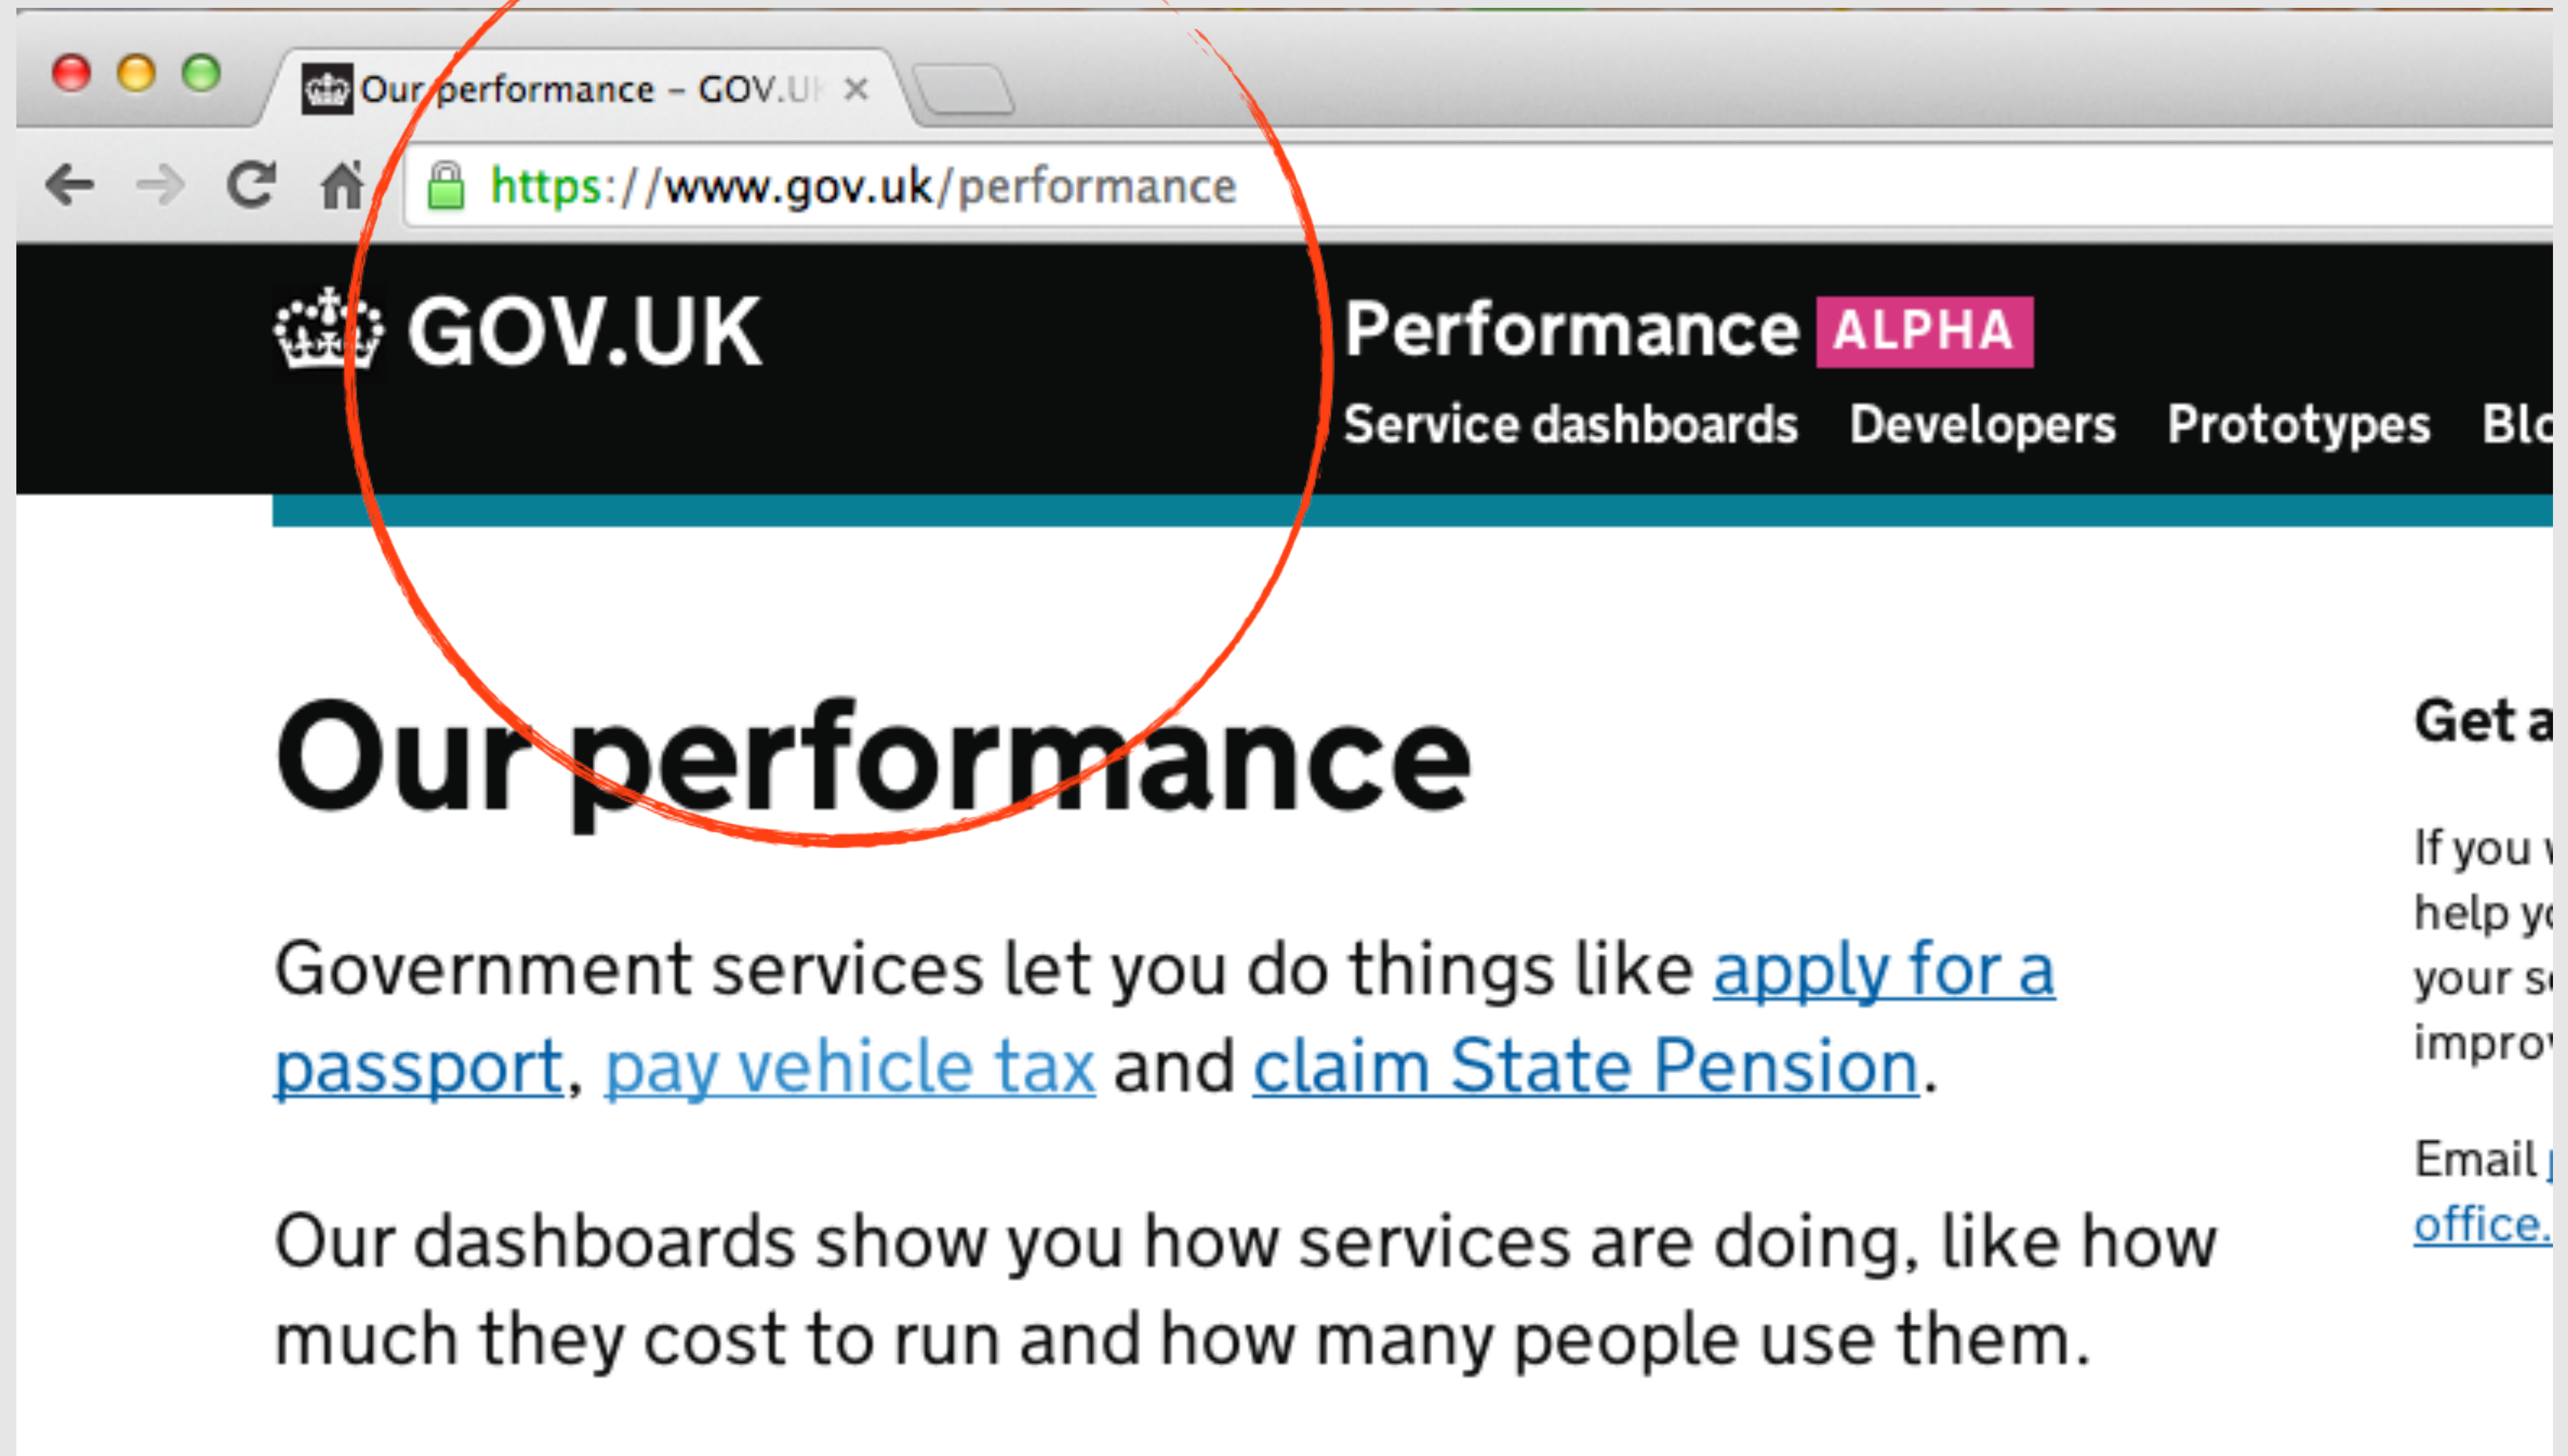 Our performance – GOV.UK
https://www.gov.uk/performance
GOV.UK
Performance ALPHA
Service dashboards Developers Prototypes
Our performance
Government services let you do things like apply for a
passport, pay vehicle tax and claim State Pension.
Our dashboards show you how services are doing, like how
much they cost to run and how many people use them.
Get a
If you
help
your
Email
office.